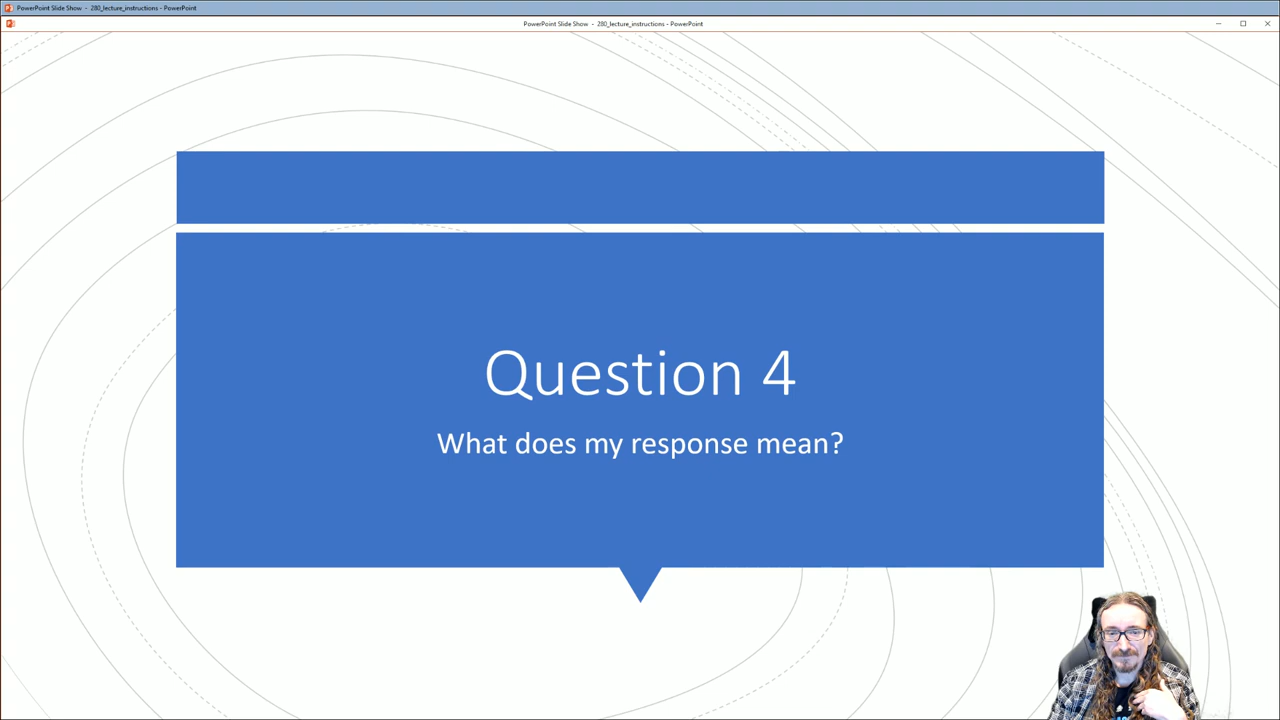 PowerPoint Slide Show - 280_lecture_instructions - PowerPoint
PowerPoint Slide Show - 280_lecture_instructions - PowerPoint
Question 4
What does my response mean?